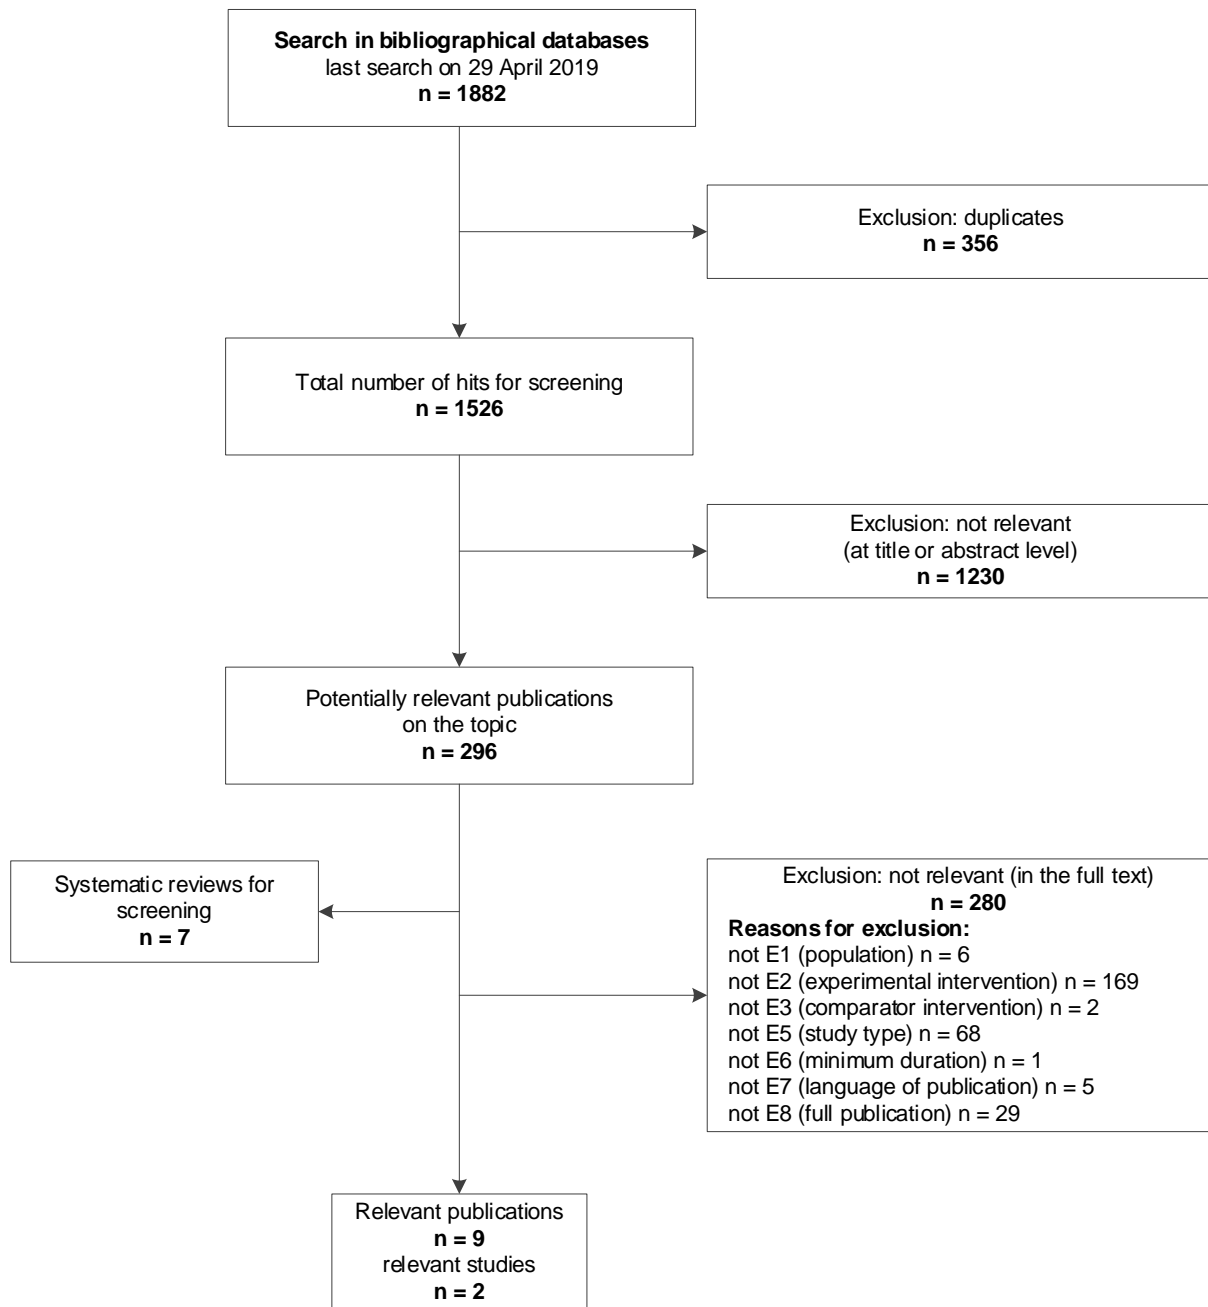 Search in bibliographical databases
last search on 29 April 2019
n = 1882
Exclusion: duplicates
n = 356
Total number of hits for screening
n = 1526
Exclusion: not relevant
(at title or abstract level)
n = 1230
Potentially relevant publications
on the topic
n = 296
Systematic reviews for
screening
n = 7
Exclusion: not relevant (in the full text)
n = 280
Reasons for exclusion:
not E1 (population) n = 6
not E2 (experimental intervention) n = 169
not E3 (comparator intervention) n = 2
not E5 (study type) n = 68
not E6 (minimum duration) n = 1
not E7 (language of publication) n = 5
not E8 (full publication) n = 29
Relevant publications
n = 9
relevant studies
n = 2